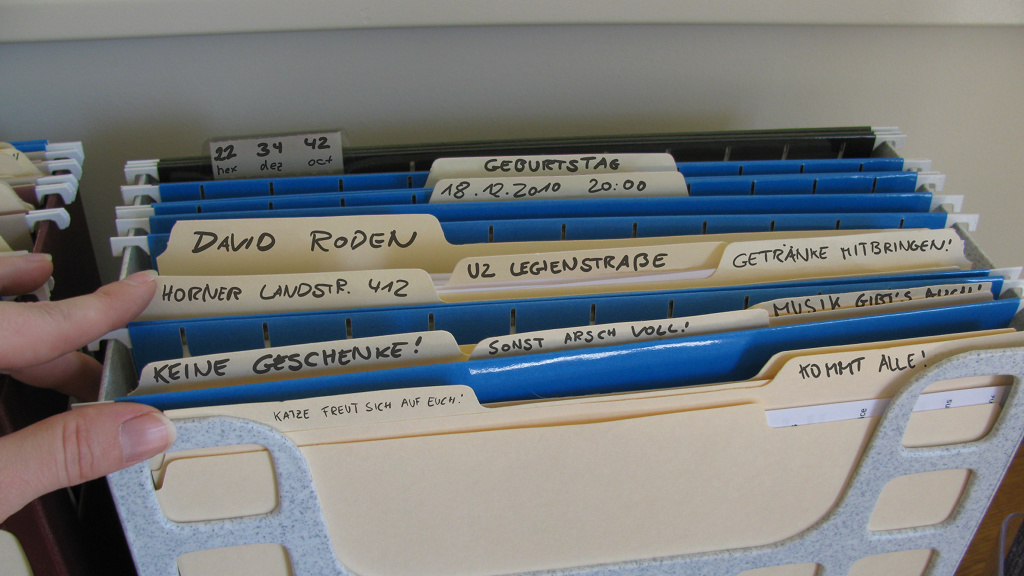 22 34 42
hex dez oct
GEBURTSTAG
18.12.2010 20:00
DAVID RODEN
U2 LEGIENSTRAßE
GETRÄNKE MITBRINGEN!
HORNER LANDSTR. 412
MUSIK GIBT'S AUCH!
SONST ARSCH VOLL!
KEINE GESCHENKE!
KOMMT ALLE!
KATZE FREUT SICH AUF EUCH!